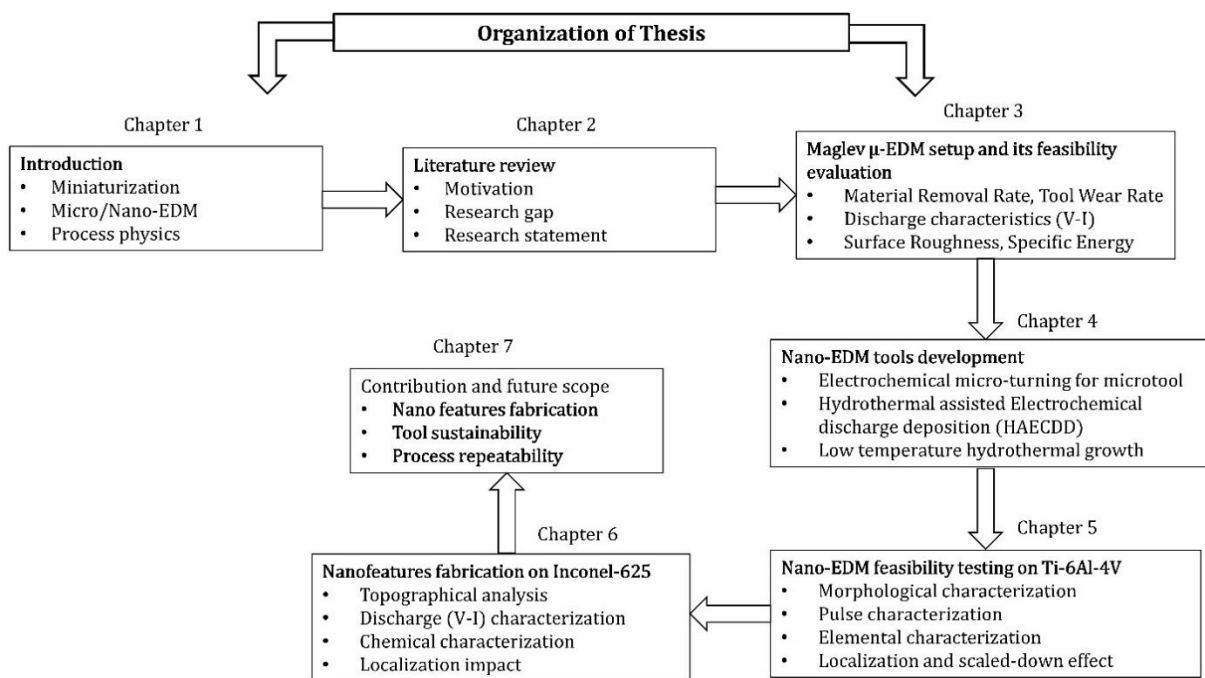 Organization of Thesis
Chapter 1
Introduction
• Miniaturization
• Micro/Nano-EDM
• Process physics
Chapter 2
Literature review
• Motivation
• Research gap
• Research statement
Chapter 3
Maglev μ-EDM setup and its feasibility
evaluation
• Material Removal Rate, Tool Wear Rate
• Discharge characteristics (V-I)
• Surface Roughness, Specific Energy
Chapter 4
Nano-EDM tools development
• Electrochemical micro-turning for microtool
• Hydrothermal assisted Electrochemical
discharge deposition (HAECDD)
• Low temperature hydrothermal growth
Chapter 5
Nano-EDM feasibility testing on Ti-6Al-4V
• Morphological characterization
• Pulse characterization
• Elemental characterization
• Localization and scaled-down effect
Chapter 6
Nanofeatures fabrication on Inconel-625
• Topographical analysis
• Discharge (V-I) characterization
• Chemical characterization
• Localization impact
Chapter 7
Contribution and future scope
• Nano features fabrication
• Tool sustainability
• Process repeatability